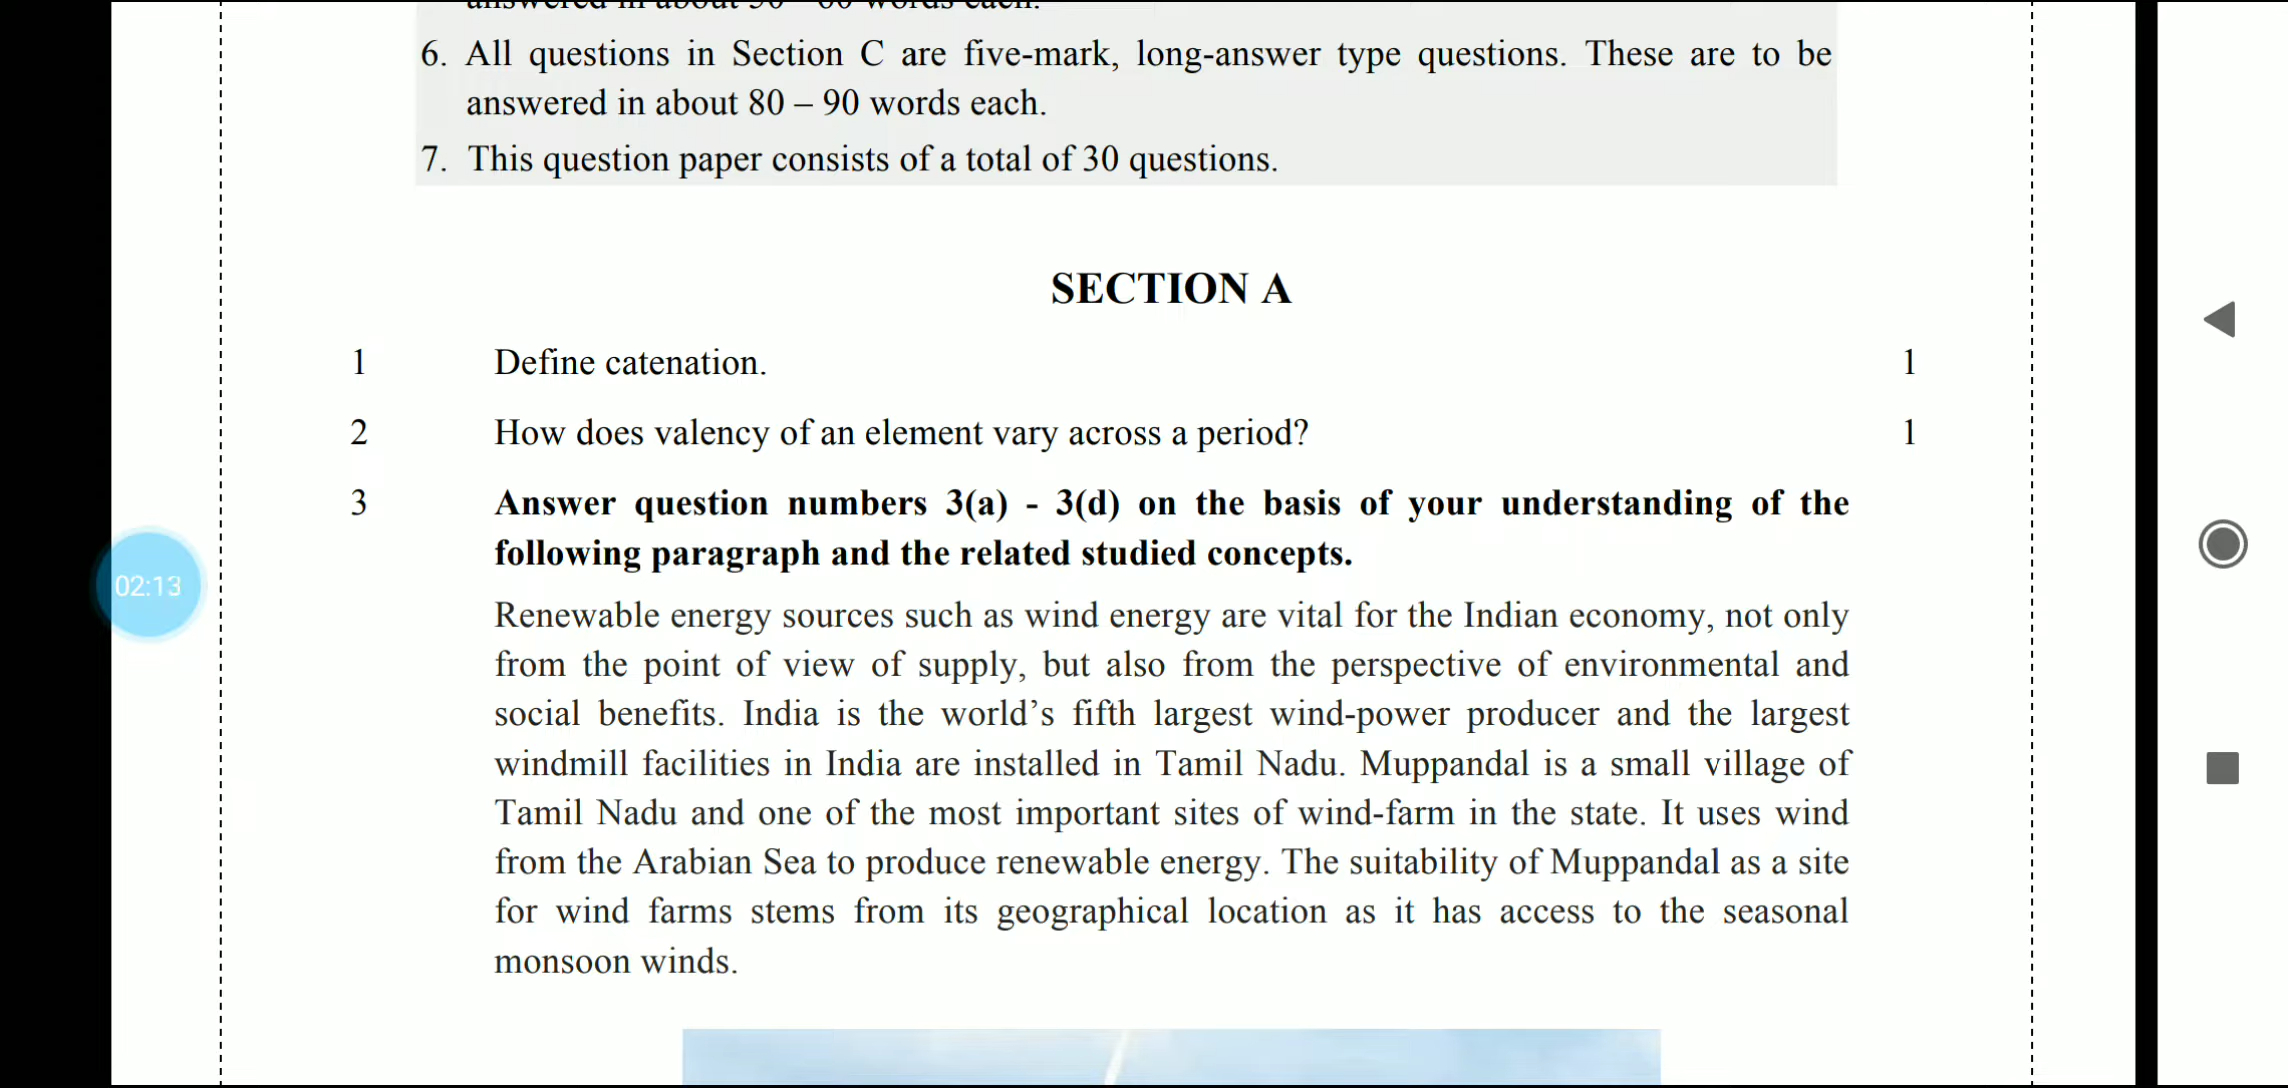 answered in about 50 – 60 words each.
6. All questions in Section C are five-mark, long-answer type questions. These are to be
answered in about 80 – 90 words each.
7. This question paper consists of a total of 30 questions.
SECTION A
1 Define catenation. 1
2 How does valency of an element vary across a period? 1
3 Answer question numbers 3(a) - 3(d) on the basis of your understanding of the
following paragraph and the related studied concepts.
02:13
Renewable energy sources such as wind energy are vital for the Indian economy, not only
from the point of view of supply, but also from the perspective of environmental and
social benefits. India is the world’s fifth largest wind-power producer and the largest
windmill facilities in India are installed in Tamil Nadu. Muppandal is a small village of
Tamil Nadu and one of the most important sites of wind-farm in the state. It uses wind
from the Arabian Sea to produce renewable energy. The suitability of Muppandal as a site
for wind farms stems from its geographical location as it has access to the seasonal
monsoon winds.